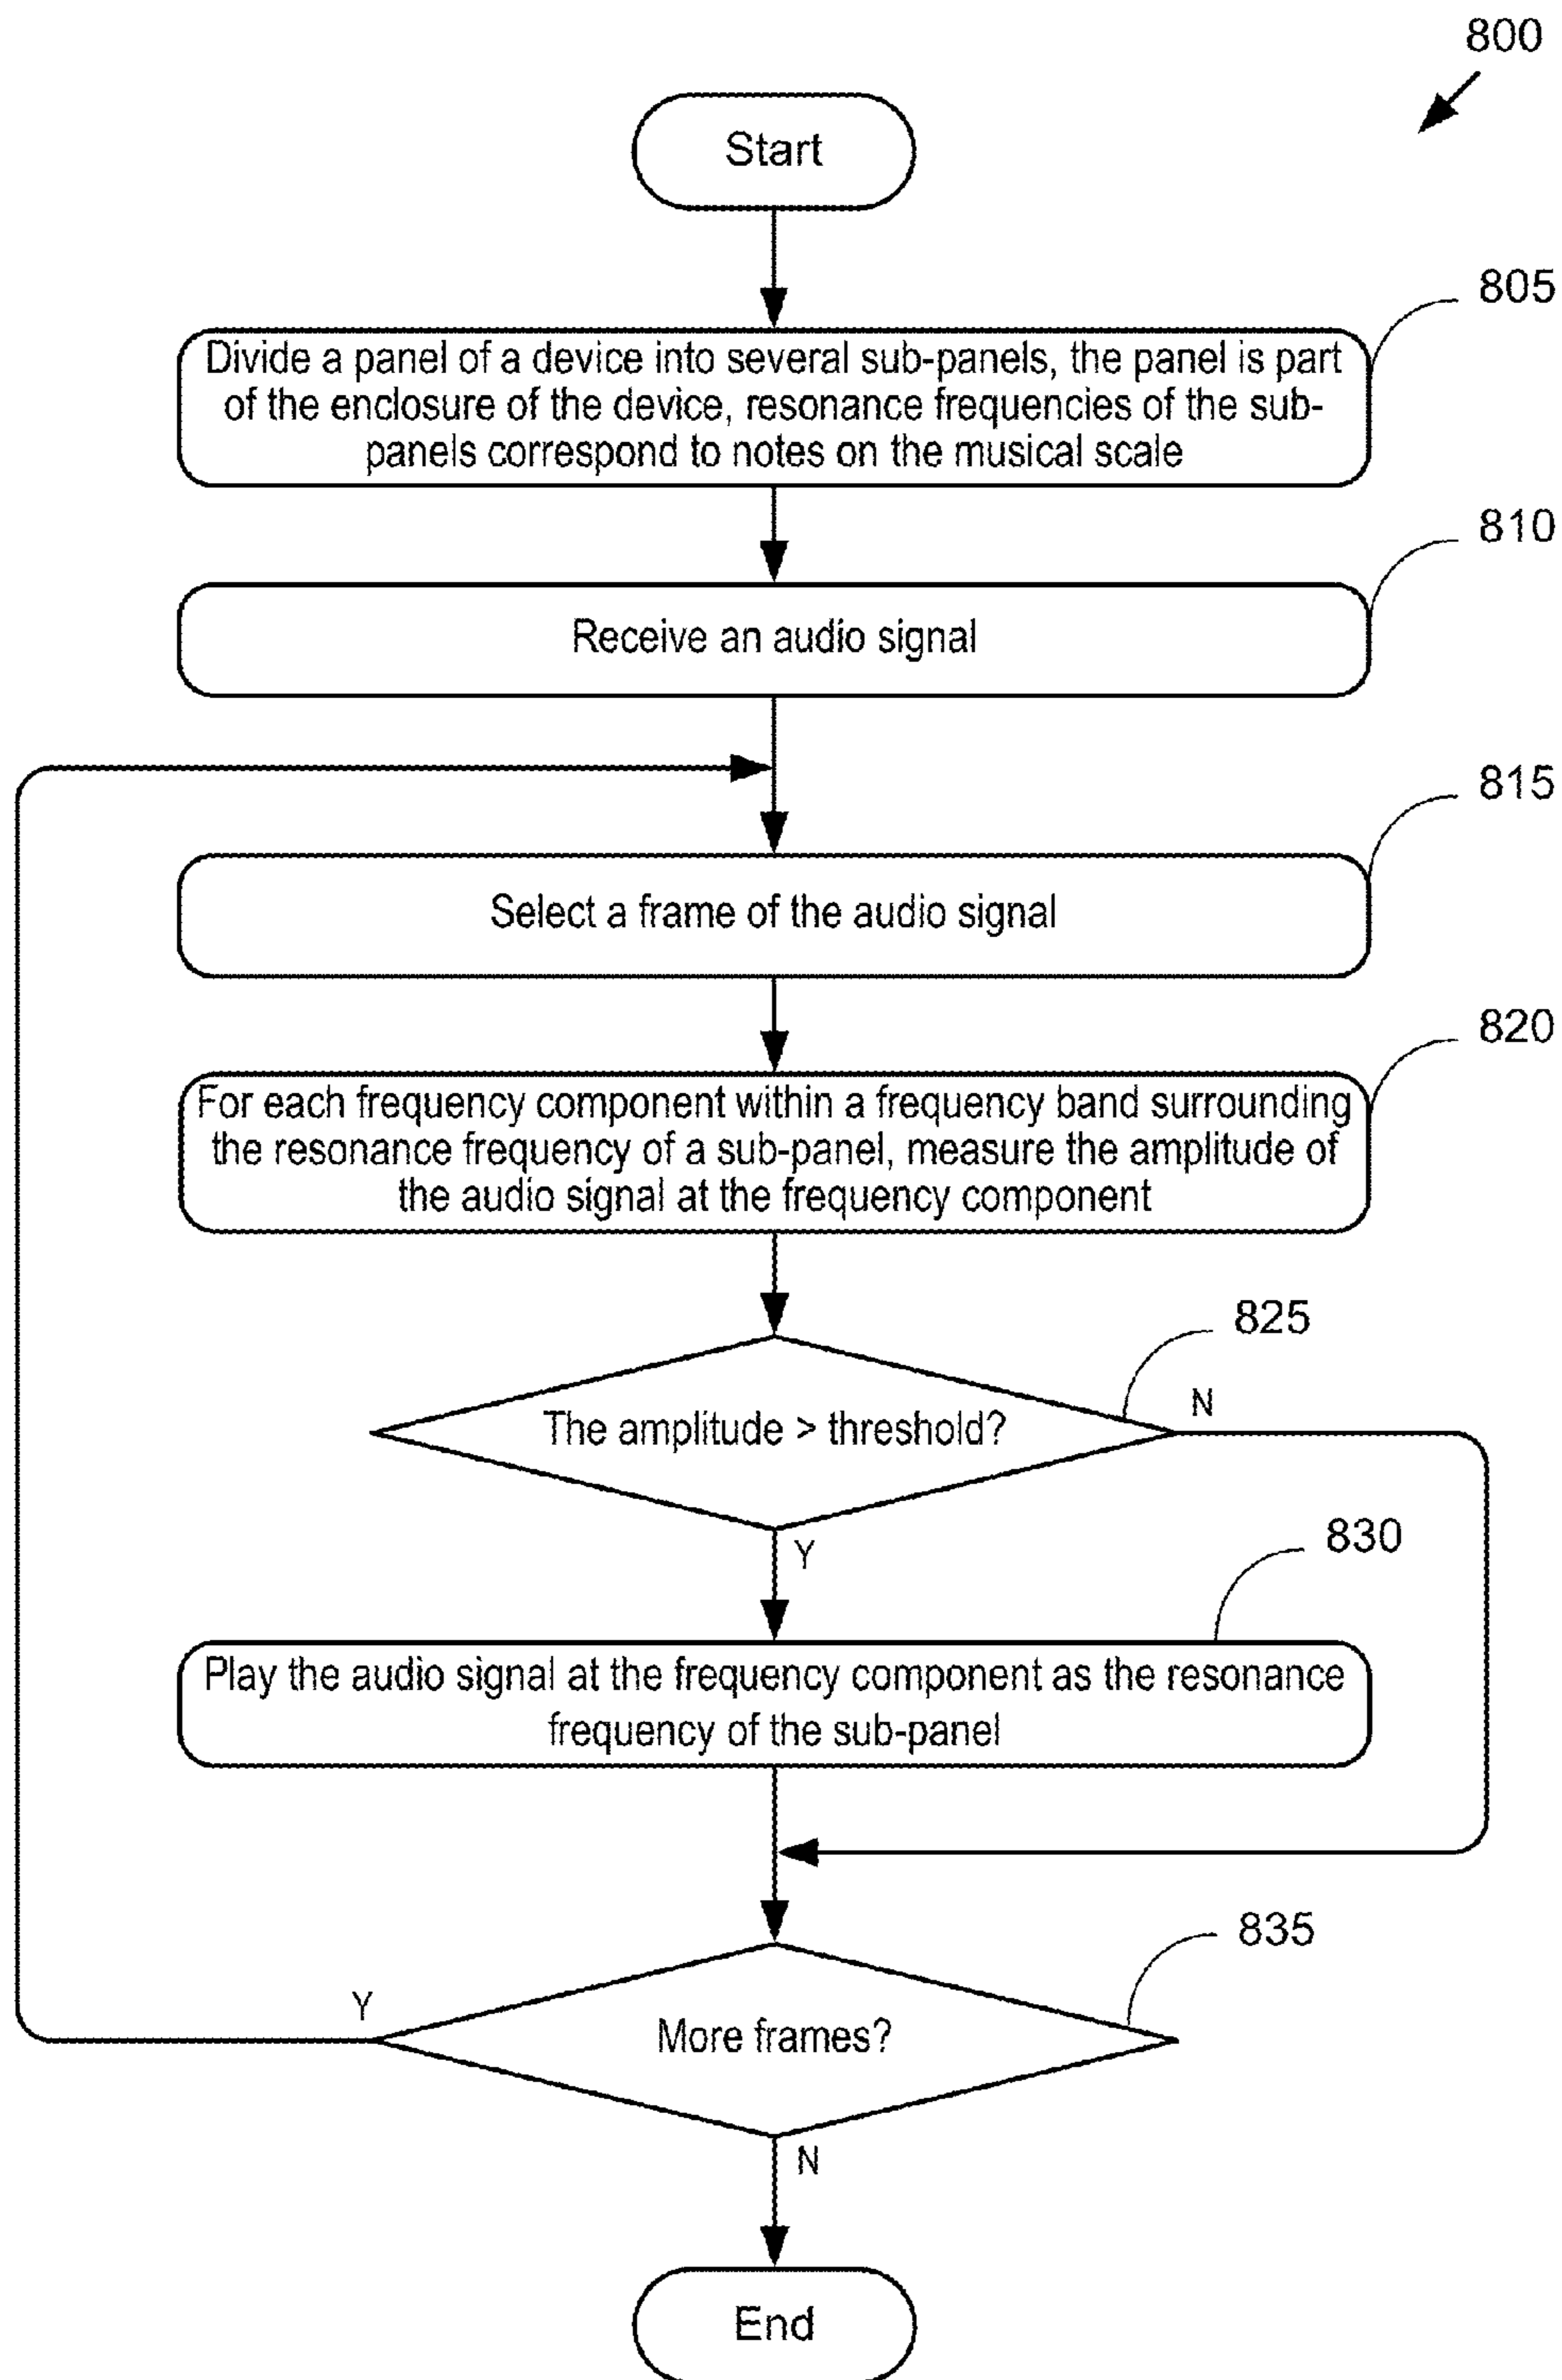 800
Start
805
Divide a panel of a device into several sub-panels, the panel is part
of the enclosure of the device, resonance frequencies of the sub-
panels correspond to notes on the musical scale
810
Receive an audio signal
815
Select a frame of the audio signal
820
For each frequency component within a frequency band surrounding
the resonance frequency of a sub-panel, measure the amplitude of
the audio signal at the frequency component
825
The amplitude > threshold?
N
Y
830
Play the audio signal at the frequency component as the resonance
frequency of the sub-panel
835
Y
More frames?
N
End